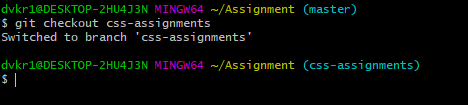 dvkr1@DESKTOP-2HU4J3N MINGW64 ~/Assignment (master)
$ git checkout css-assignments
Switched to branch 'css-assignments'
dvkr1@DESKTOP-2HU4J3N MINGW64 ~/Assignment (css-assignments)
$